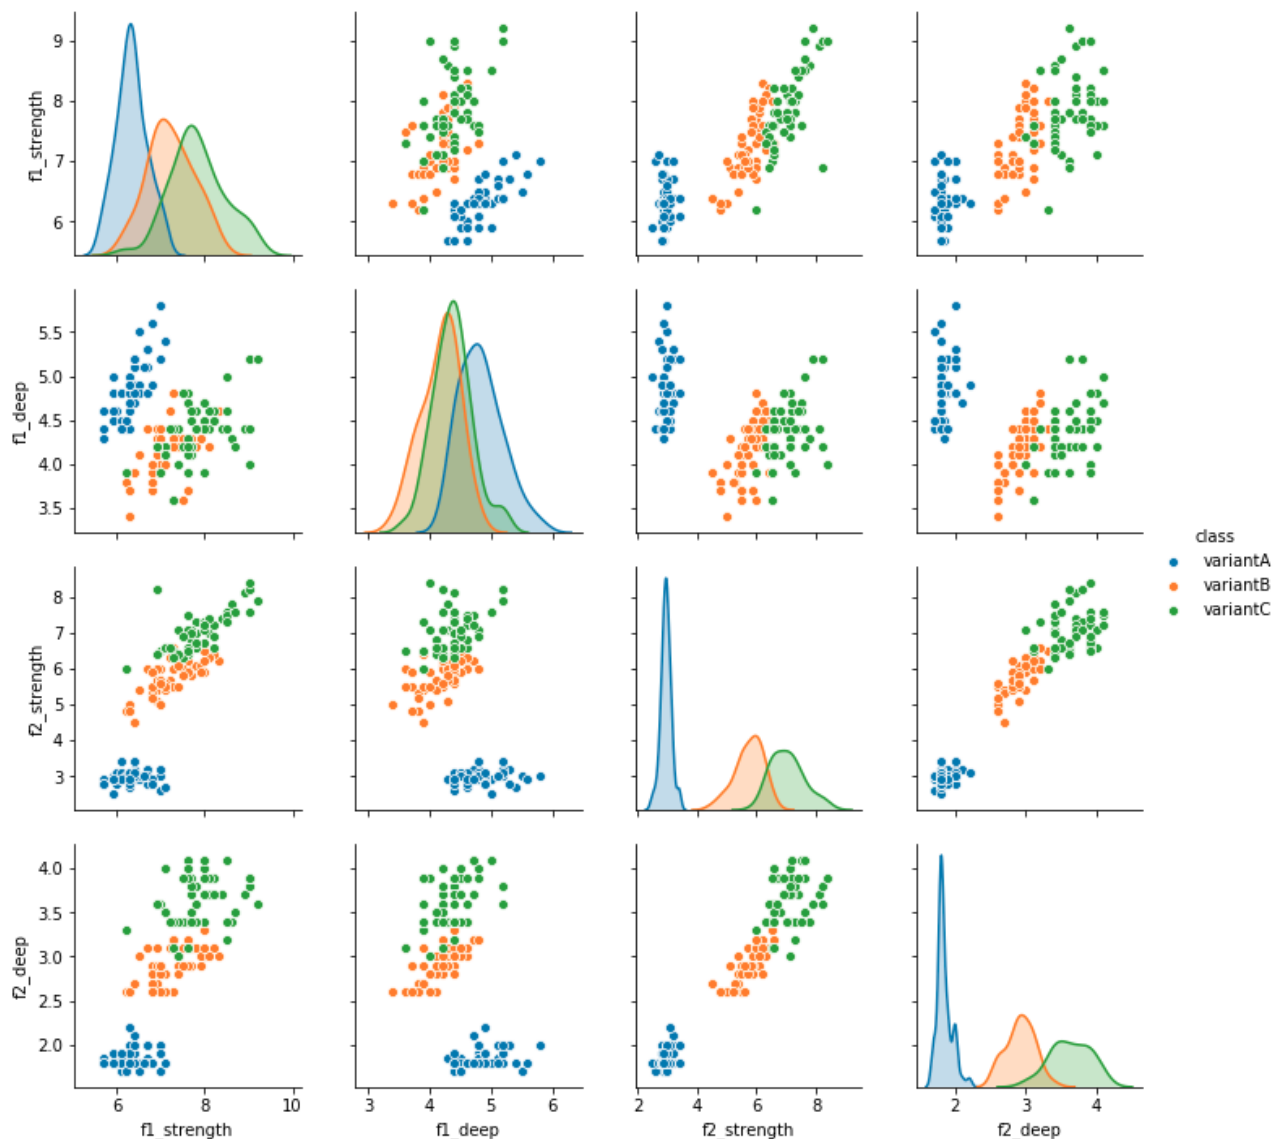 9
8
7
6
f1_strength
5.5
5.0
4.5
4.0
3.5
f1_deep
class
variantA
variantB
variantC
8
7
6
5
4
3
f2_strength
4.0
3.5
3.0
2.5
2.0
f2_deep
6 8 10
3 4 5 6
2 4 6 8
2 3 4
f1_strength
f1_deep
f2_strength
f2_deep